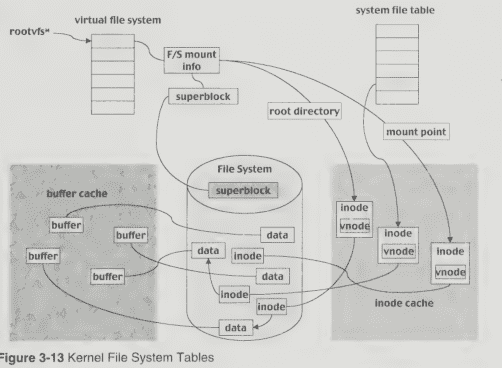 virtual file system
system file table
rootvfs*
F/S mount
info
superblock
root directory
mount point
File System
superblock
buffer cache
buffer
buffer
buffer
buffer
data
data
inode
data
inode
inode
data
inode
vnode
inode
vnode
inode
vnode
inode cache
Figure 3-13 Kernel File System Tables